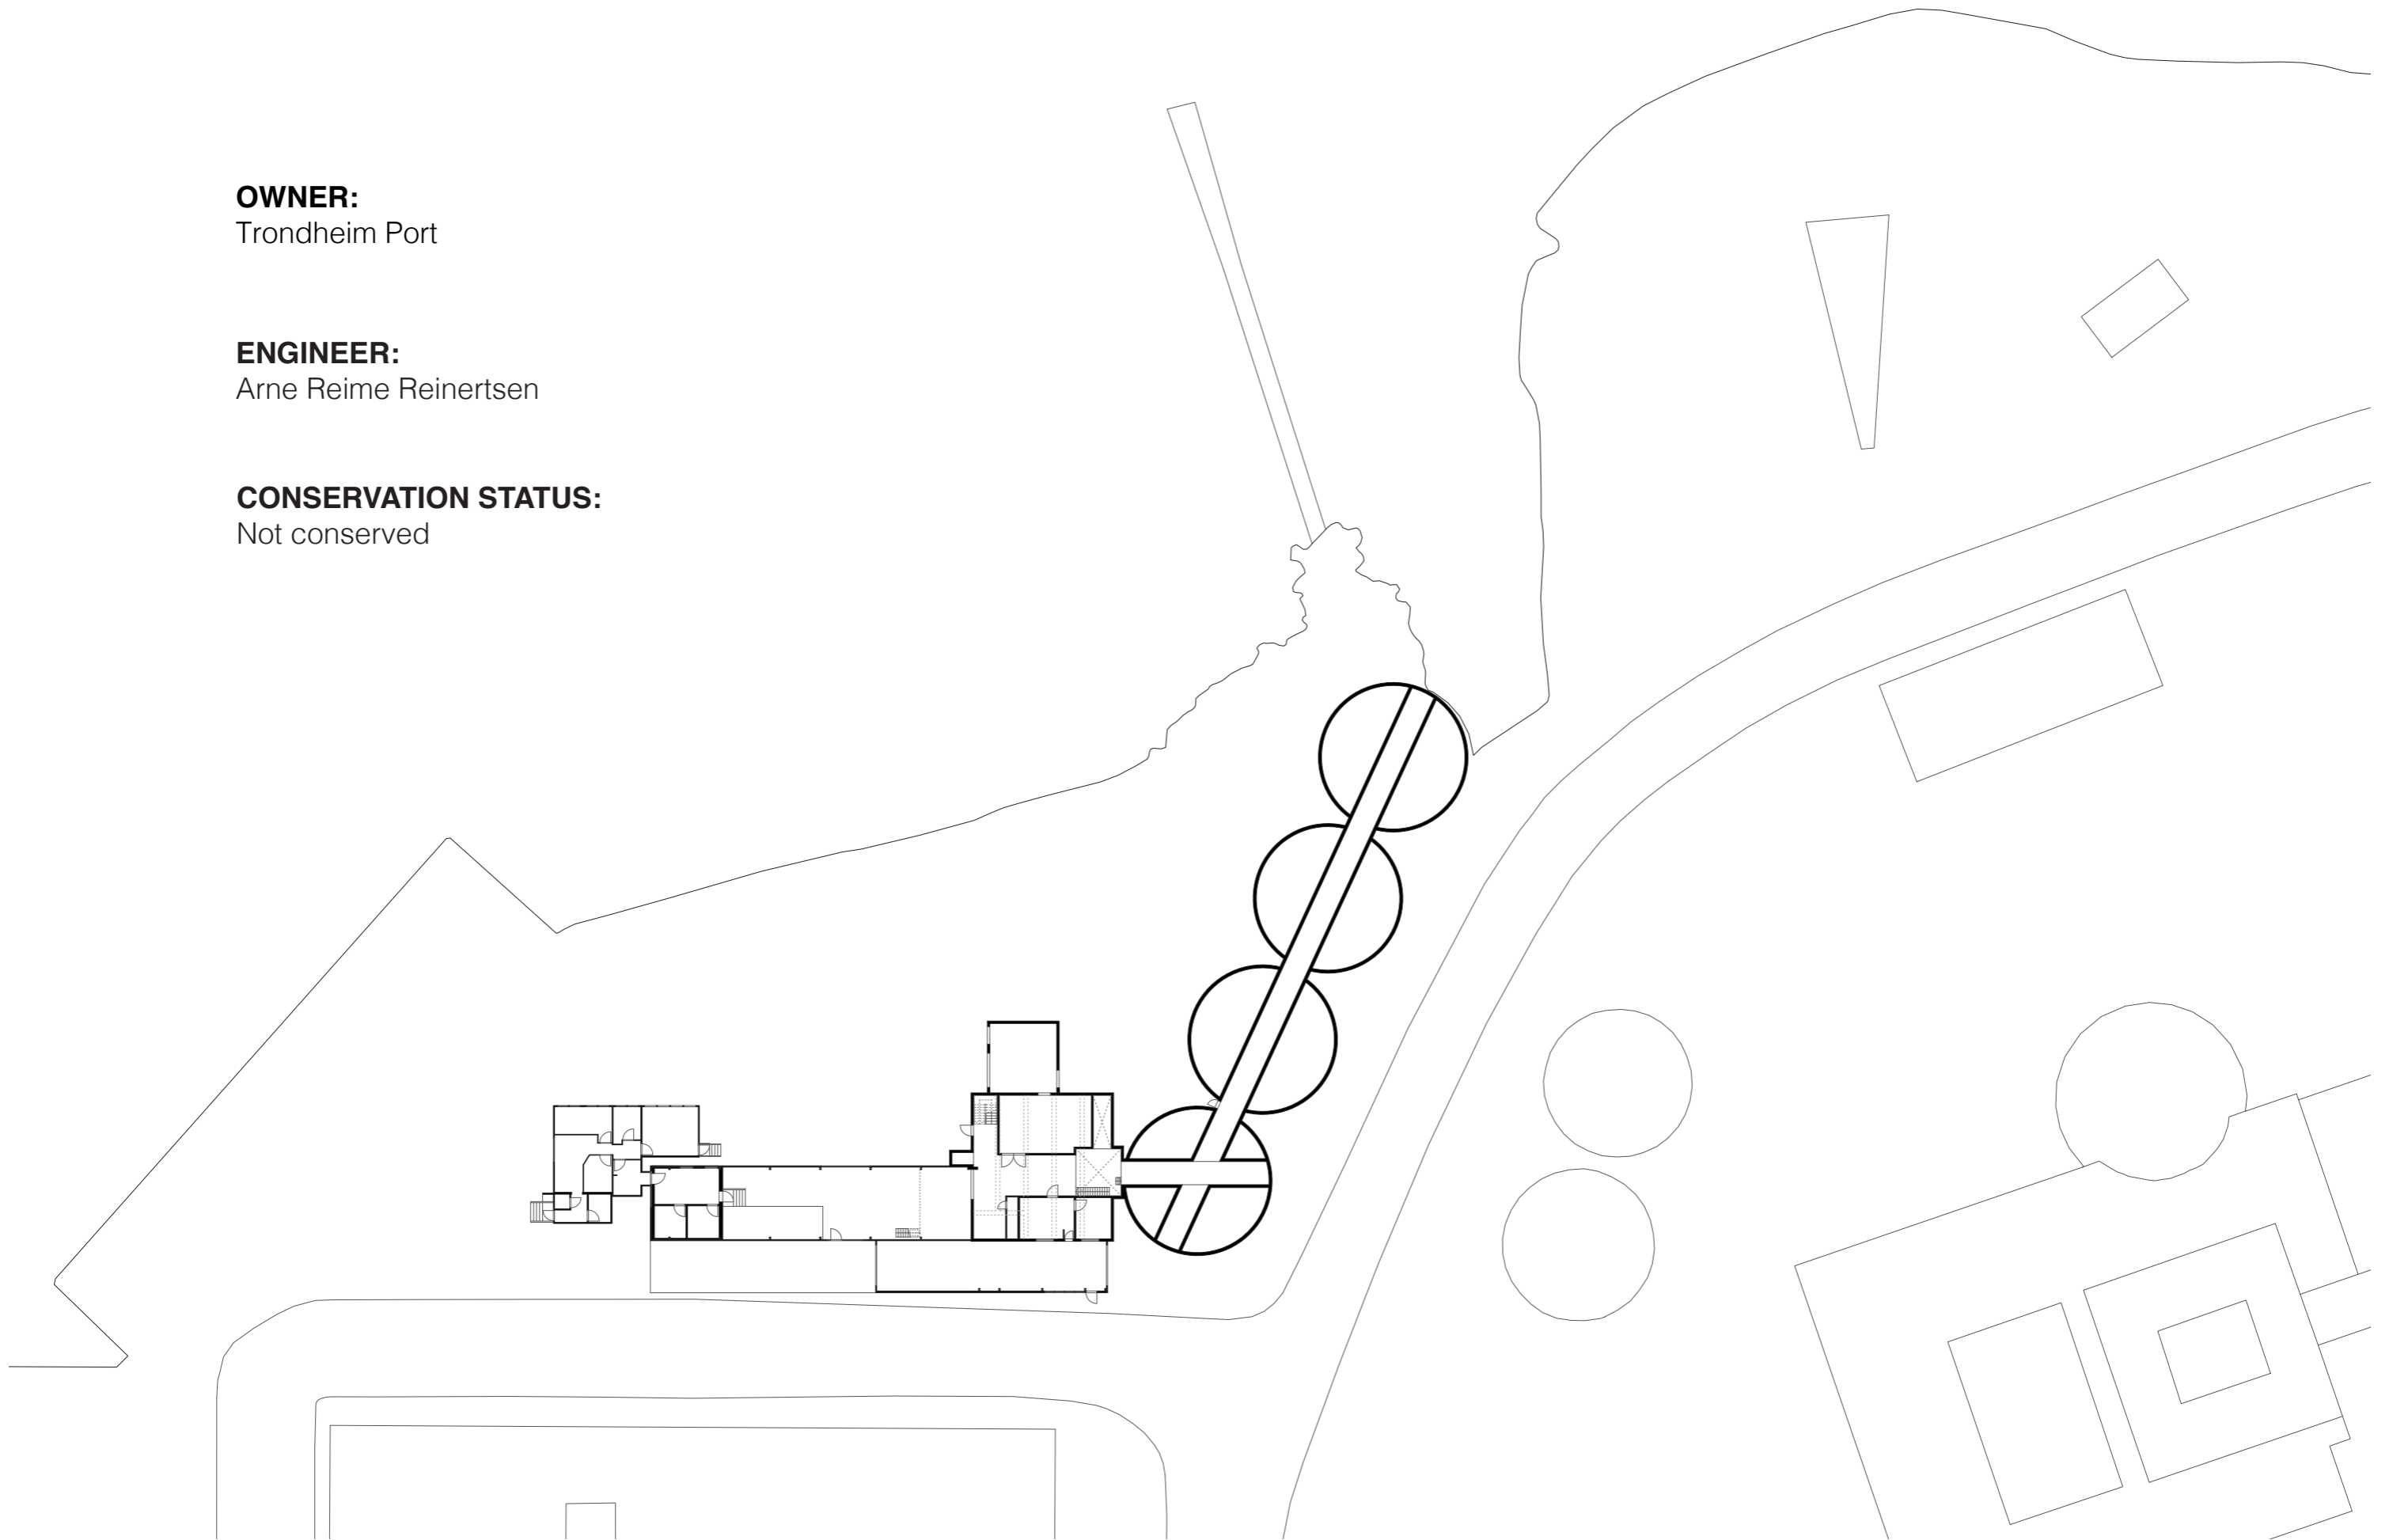 OWNER:
Trondheim Port
ENGINEER:
Arne Reime Reinertsen
CONSERVATION STATUS:
Not conserved